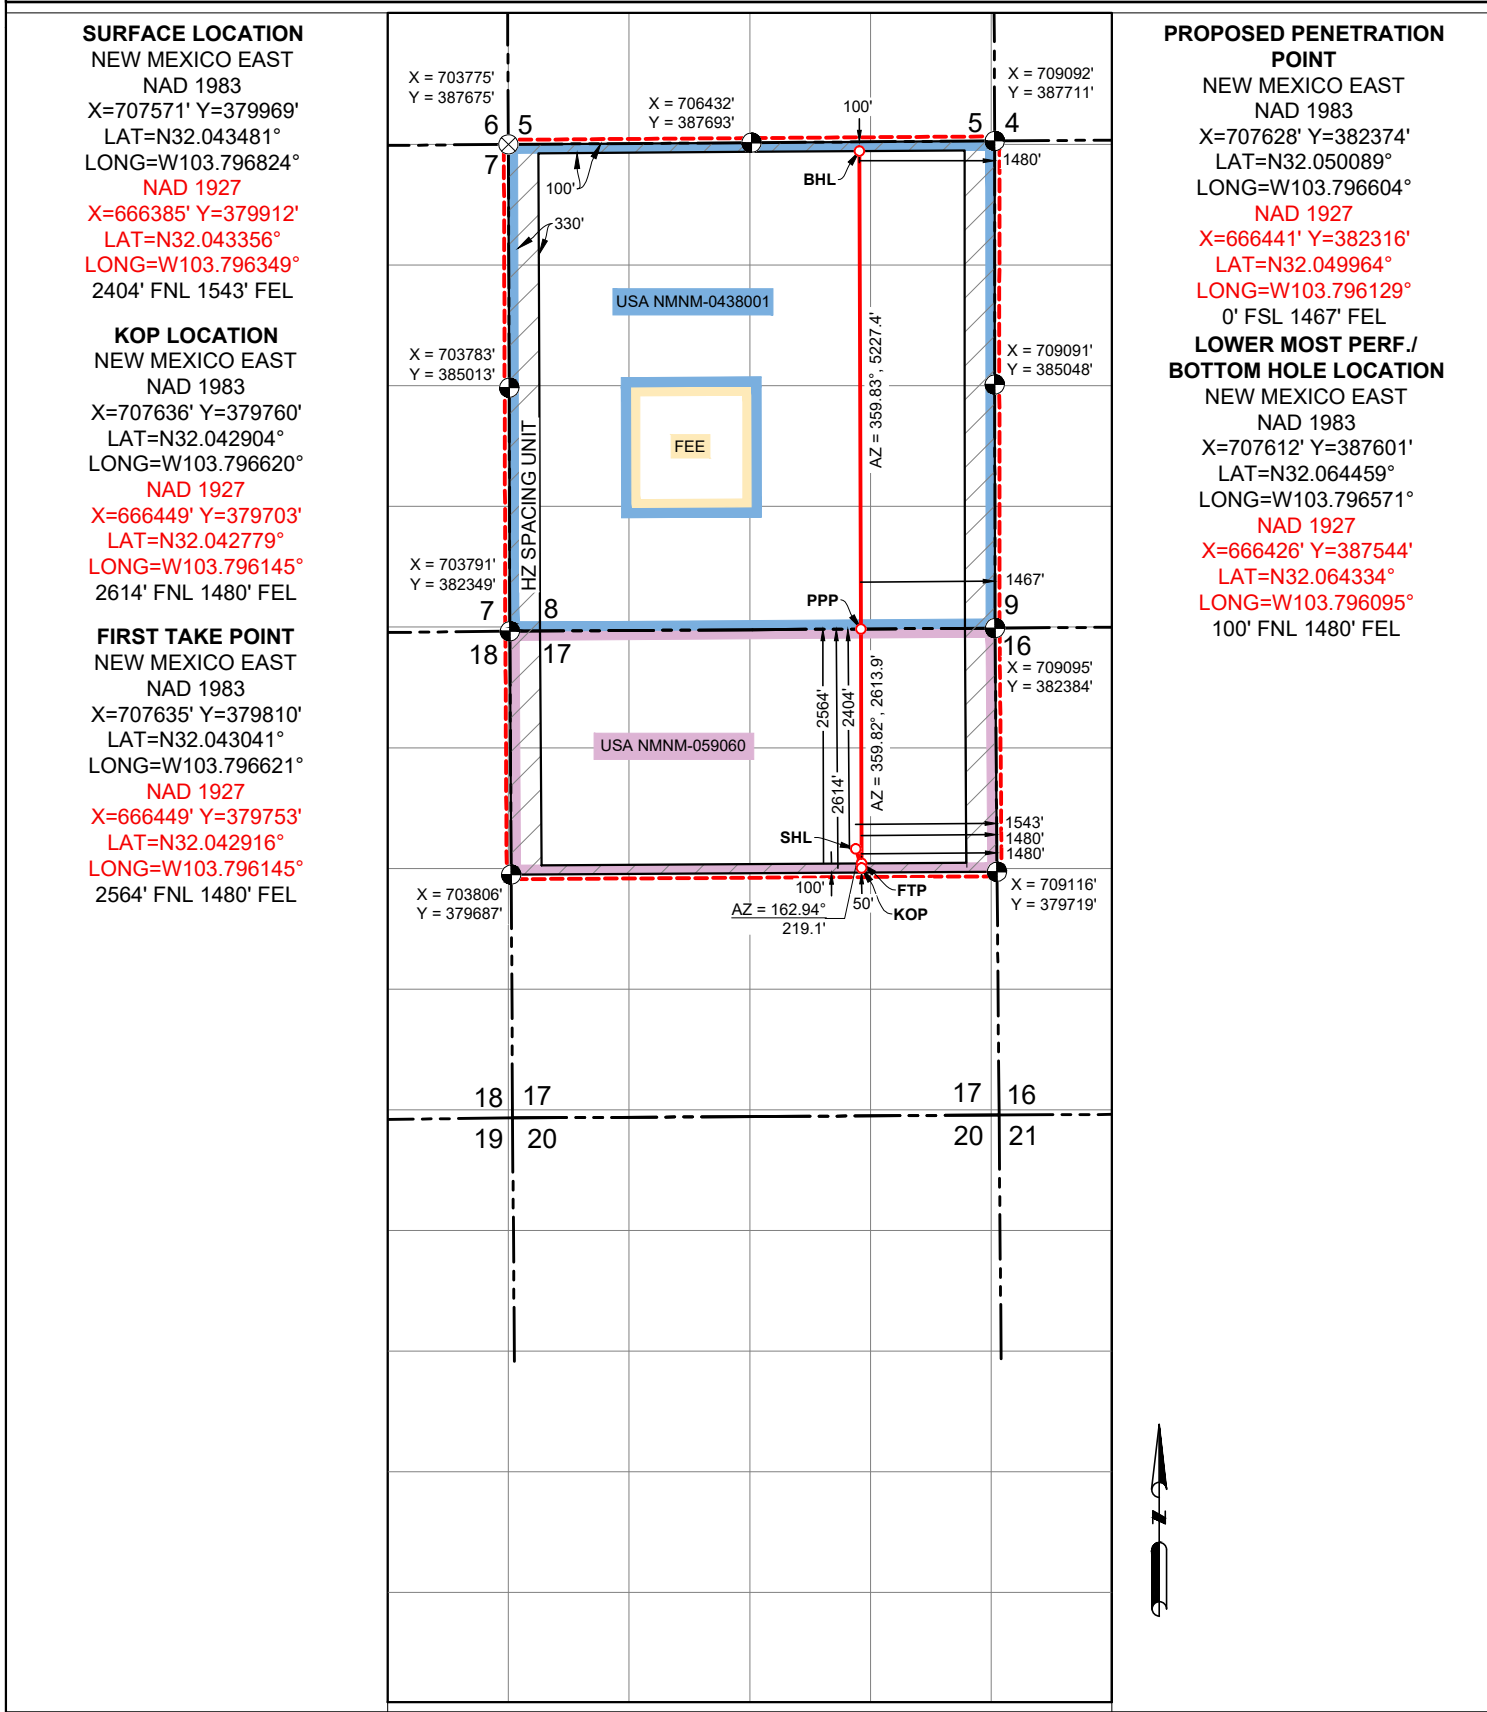 SURFACE LOCATION
NEW MEXICO EAST
NAD 1983
X=707571' Y=379969'
LAT=N32.043481°
LONG=W103.796824°
NAD 1927
X=666385' Y=379912'
LAT=N32.043356°
LONG=W103.796349°
2404' FNL 1543' FEL
KOP LOCATION
NEW MEXICO EAST
NAD 1983
X=707636' Y=379760'
LAT=N32.042904°
LONG=W103.796620°
NAD 1927
X=666449' Y=379703'
LAT=N32.042779°
LONG=W103.796145°
2614' FNL 1480' FEL
FIRST TAKE POINT
NEW MEXICO EAST
NAD 1983
X=707635' Y=379810'
LAT=N32.043041°
LONG=W103.796621°
NAD 1927
X=666449' Y=379753'
LAT=N32.042916°
LONG=W103.796145°
2564' FNL 1480' FEL
X = 703775'
Y = 387675'
X = 706432'
Y = 387693'
100'
X = 709092'
Y = 387711'
6 5
5 4
7
BHL
1480'
100'
330'
USA NMNM-0438001
AZ = 359.83°, 5227.4'
X = 703783'
Y = 385013'
X = 709091'
Y = 385048'
FEE
HZ SPACING UNIT
X = 703791'
Y = 382349'
1467'
PPP
7 8
9
18 17
16
X = 709095'
Y = 382384'
2564'
2614'
2404'
AZ = 359.82°, 2613.9'
USA NMNM-059060
SHL
1543'
1480'
1480'
100'
FTP
50'
KOP
AZ = 162.94°
219.1'
X = 703806'
Y = 379687'
X = 709116'
Y = 379719'
18 17
17 16
19 20
20 21
PROPOSED PENETRATION
POINT
NEW MEXICO EAST
NAD 1983
X=707628' Y=382374'
LAT=N32.050089°
LONG=W103.796604°
NAD 1927
X=666441' Y=382316'
LAT=N32.049964°
LONG=W103.796129°
0' FSL 1467' FEL
LOWER MOST PERF./
BOTTOM HOLE LOCATION
NEW MEXICO EAST
NAD 1983
X=707612' Y=387601'
LAT=N32.064459°
LONG=W103.796571°
NAD 1927
X=666426' Y=387544'
LAT=N32.064334°
LONG=W103.796095°
100' FNL 1480' FEL
N